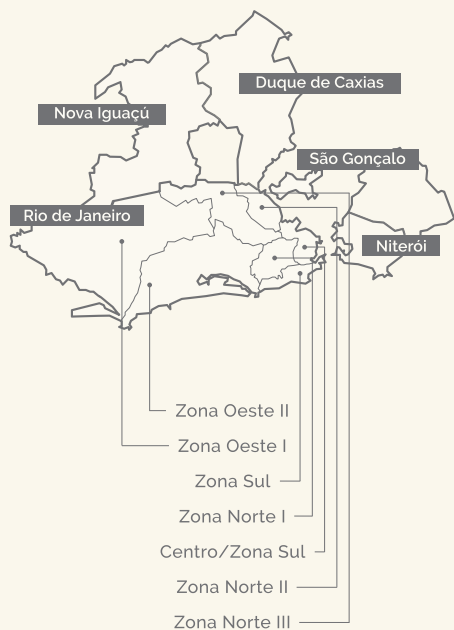 Duque de Caxias
Nova Iguaçú
São Gonçalo
Rio de Janeiro
Niterói
Zona Oeste II
Zona Oeste I
Zona Sul
Zona Norte I
Centro/Zona Sul
Zona Norte II
Zona Norte III